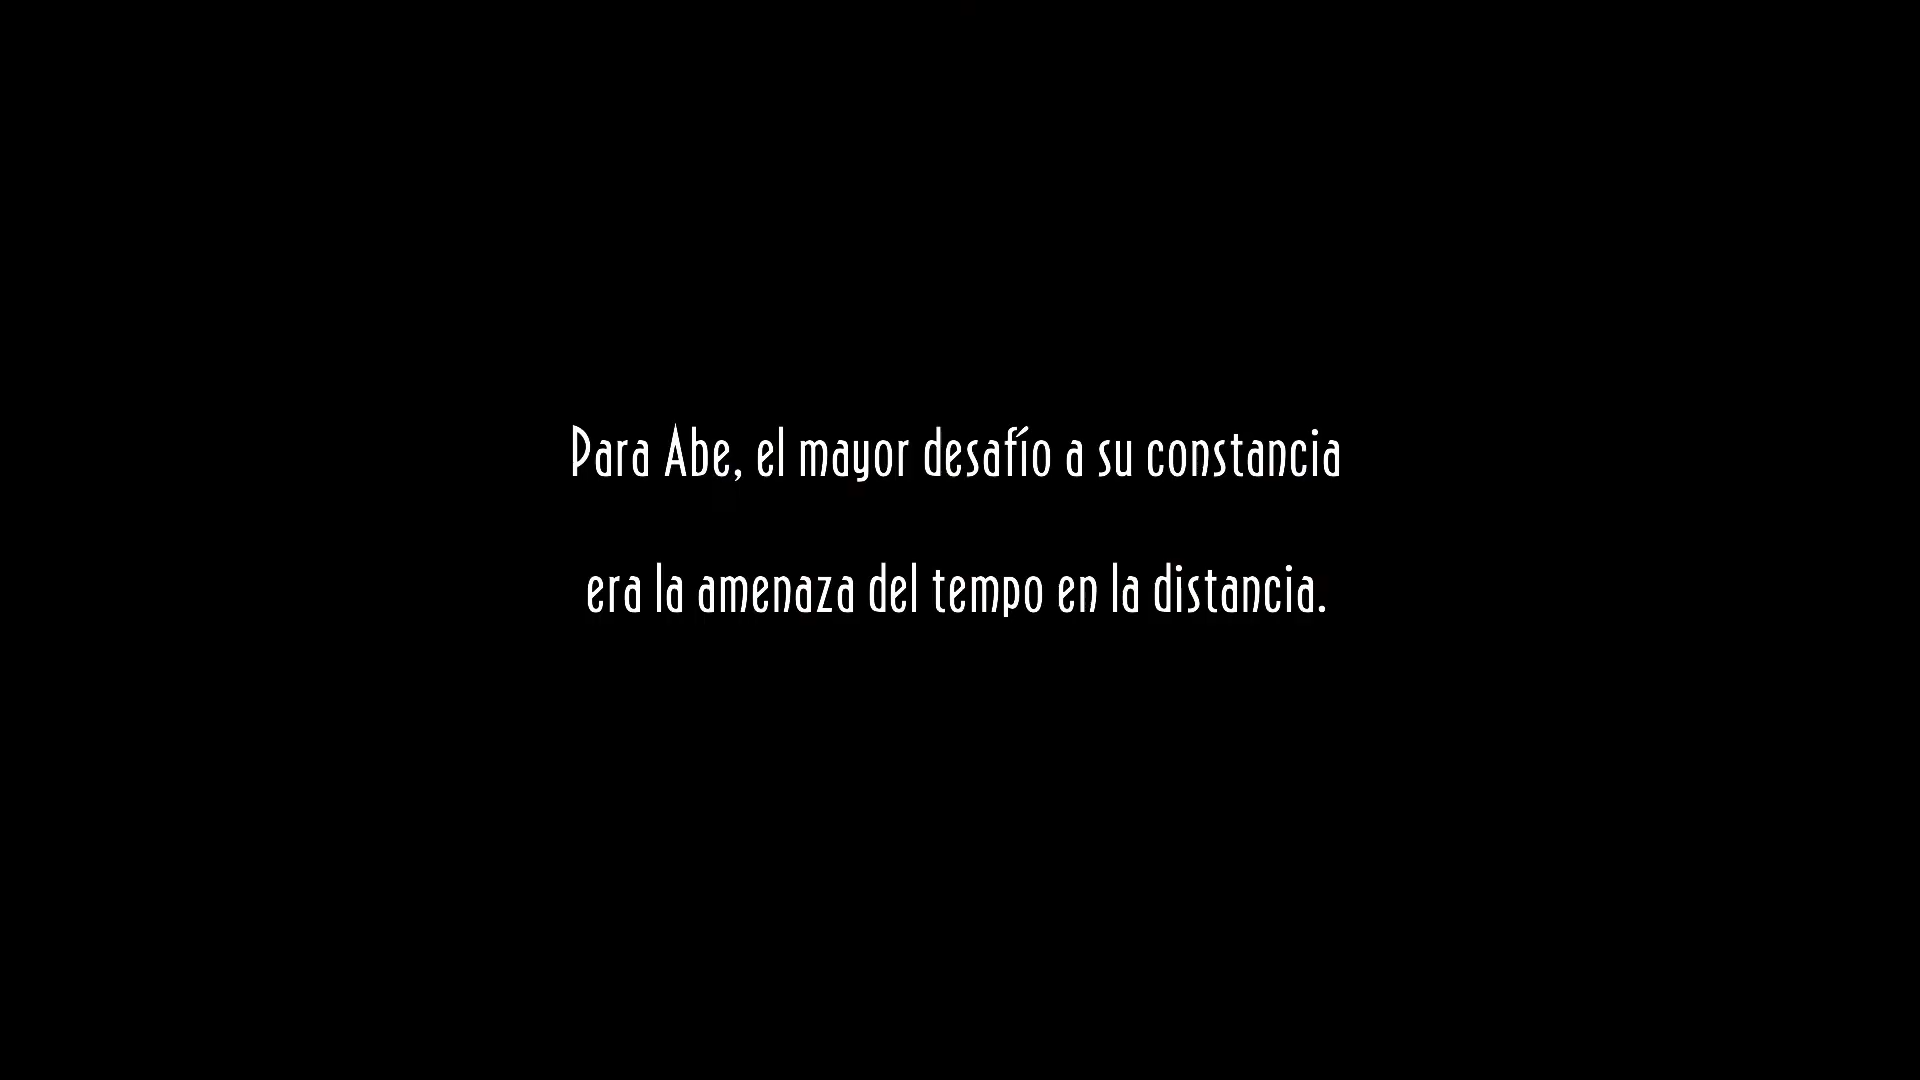 Para Abe, el mayor desafío a su constancia
era la amenaza del tempo en la distancia.